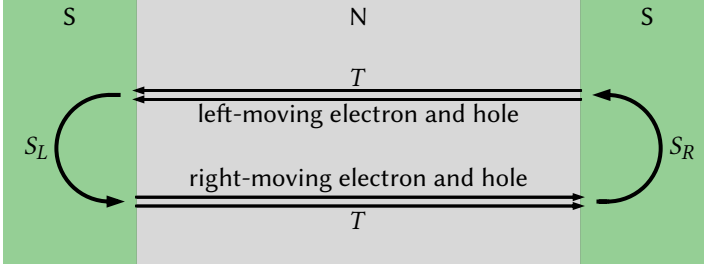 S N S
T
left-moving electron and hole
S_L S_R
right-moving electron and hole
T